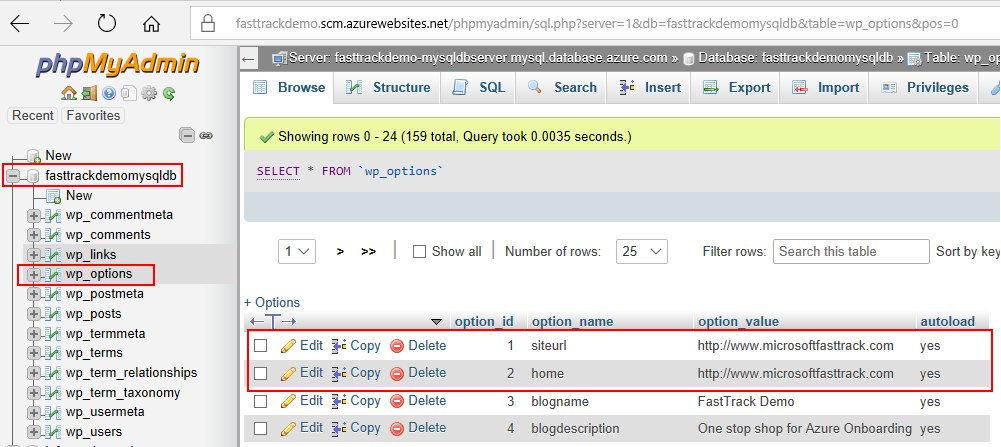 fasttrackdemo.scm.azurewebsites.net/phpmyadmin/sql.php?server=1&db=fasttrackdemomysqldb&table=wp_options&pos=0
phpMyAdmin
Recent Favorites
New
fasttrackdemomysqldb
New
wp_commentmeta
wp_comments
wp_links
wp_options
wp_postmeta
wp_posts
wp_termmeta
wp_terms
wp_term_relationships
wp_term_taxonomy
wp_usermeta
wp_users
Server: fasttrackdemo-mysqldbserver.mysql.database.azure.com » Database: fasttrackdemomysqldb » Table: wp_o
Browse Structure SQL Search Insert Export Import Privileges
Showing rows 0 - 24 (159 total, Query took 0.0035 seconds.)
SELECT * FROM `wp_options`
1 > >> Show all Number of rows: 25 Filter rows: Search this table Sort by key
+ Options
option_id option_name option_value autoload
Edit Copy Delete 1 siteurl http://www.microsoftfasttrack.com yes
Edit Copy Delete 2 home http://www.microsoftfasttrack.com yes
Edit Copy Delete 3 blogname FastTrack Demo yes
Edit Copy Delete 4 blogdescription One stop shop for Azure Onboarding yes